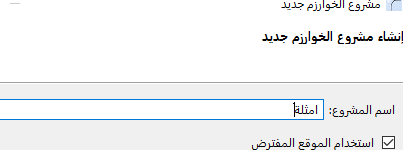 مشروع الخوارزم جديد
إنشاء مشروع الخوارزم جديد
اسم المشروع: امثلة
استخدام الموقع المفترض